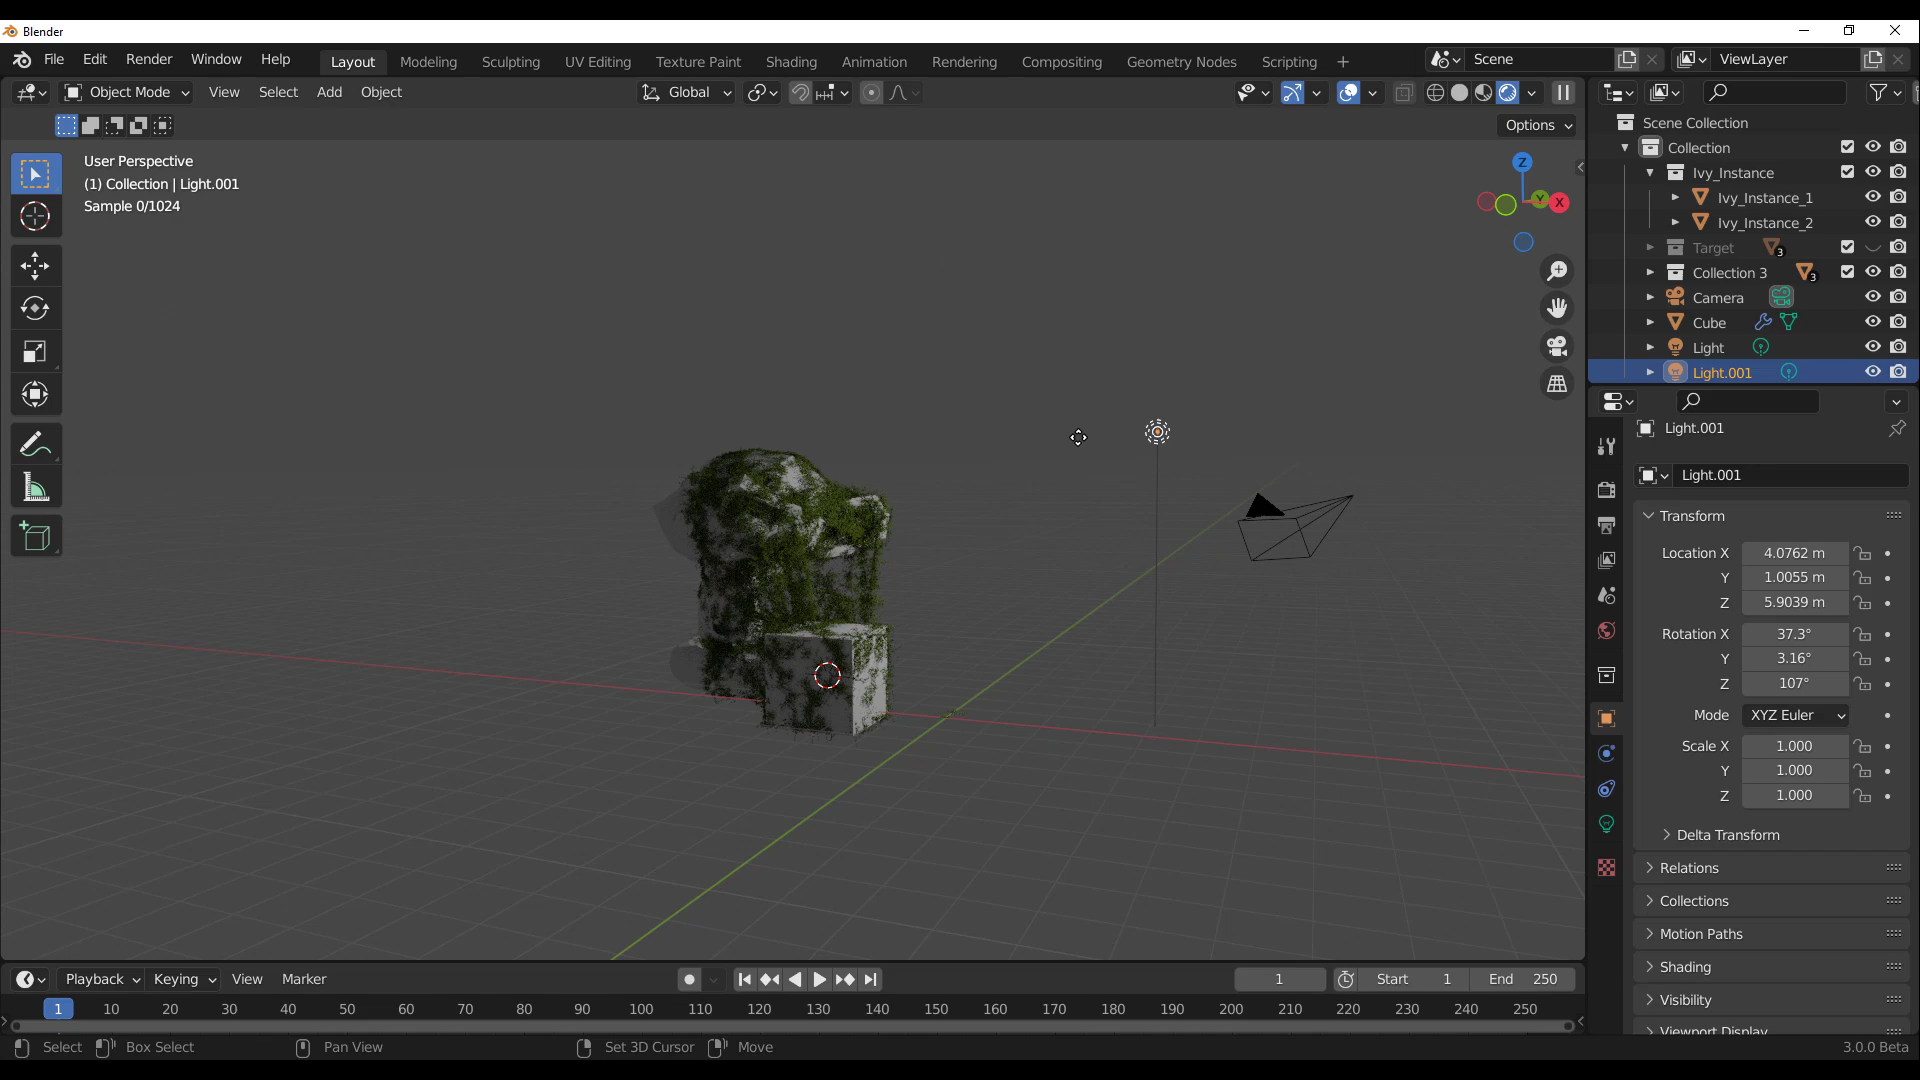 Blender
File Edit Render Window Help
Layout Modeling Sculpting UV Editing Texture Paint Shading Animation Rendering Compositing Geometry Nodes Scripting +
Scene
ViewLayer
Object Mode View Select Add Object
Global
Options
User Perspective
(1) Collection | Light.001
Sample 0/1024
Z
Y
X
Scene Collection
Collection
Ivy_Instance
Ivy_Instance_1
Ivy_Instance_2
Target 3
Collection 3 3
Camera
Cube
Light
Light.001
Light.001
Light.001
Transform
Location X 4.0762 m
Y 1.0055 m
Z 5.9039 m
Rotation X 37.3°
Y 3.16°
Z 107°
Mode XYZ Euler
Scale X 1.000
Y 1.000
Z 1.000
Delta Transform
Relations
Collections
Motion Paths
Shading
Visibility
Viewport Display
Playback Keying View Marker
1 Start 1 End 250
1 10 20 30 40 50 60 70 80 90 100 110 120 130 140 150 160 170 180 190 200 210 220 230 240 250
Select Box Select Pan View Set 3D Cursor Move
3.0.0 Beta